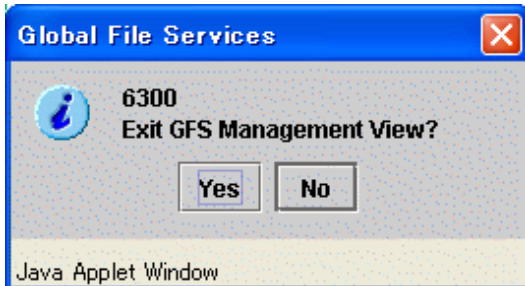 Global File Services
6300
Exit GFS Management View?
Yes
No
Java Applet Window